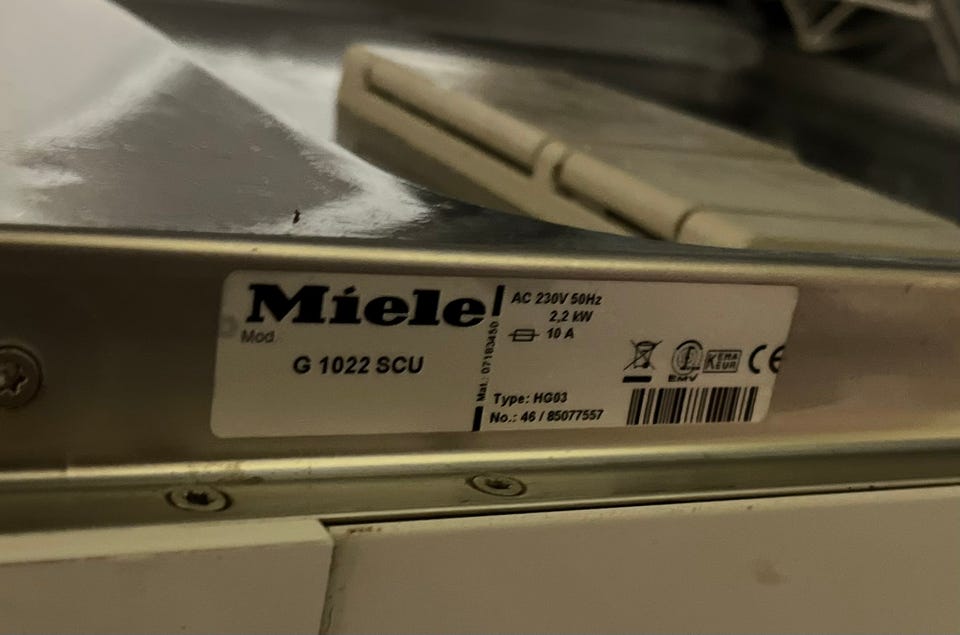 Miele
Mod.
G 1022 SCU
Mat.: 07183450
AC 230V 50Hz
2,2 kW
10 A
EMV
KEMA
KEUR
CE
Type: HG03
No.: 46 / 85077557